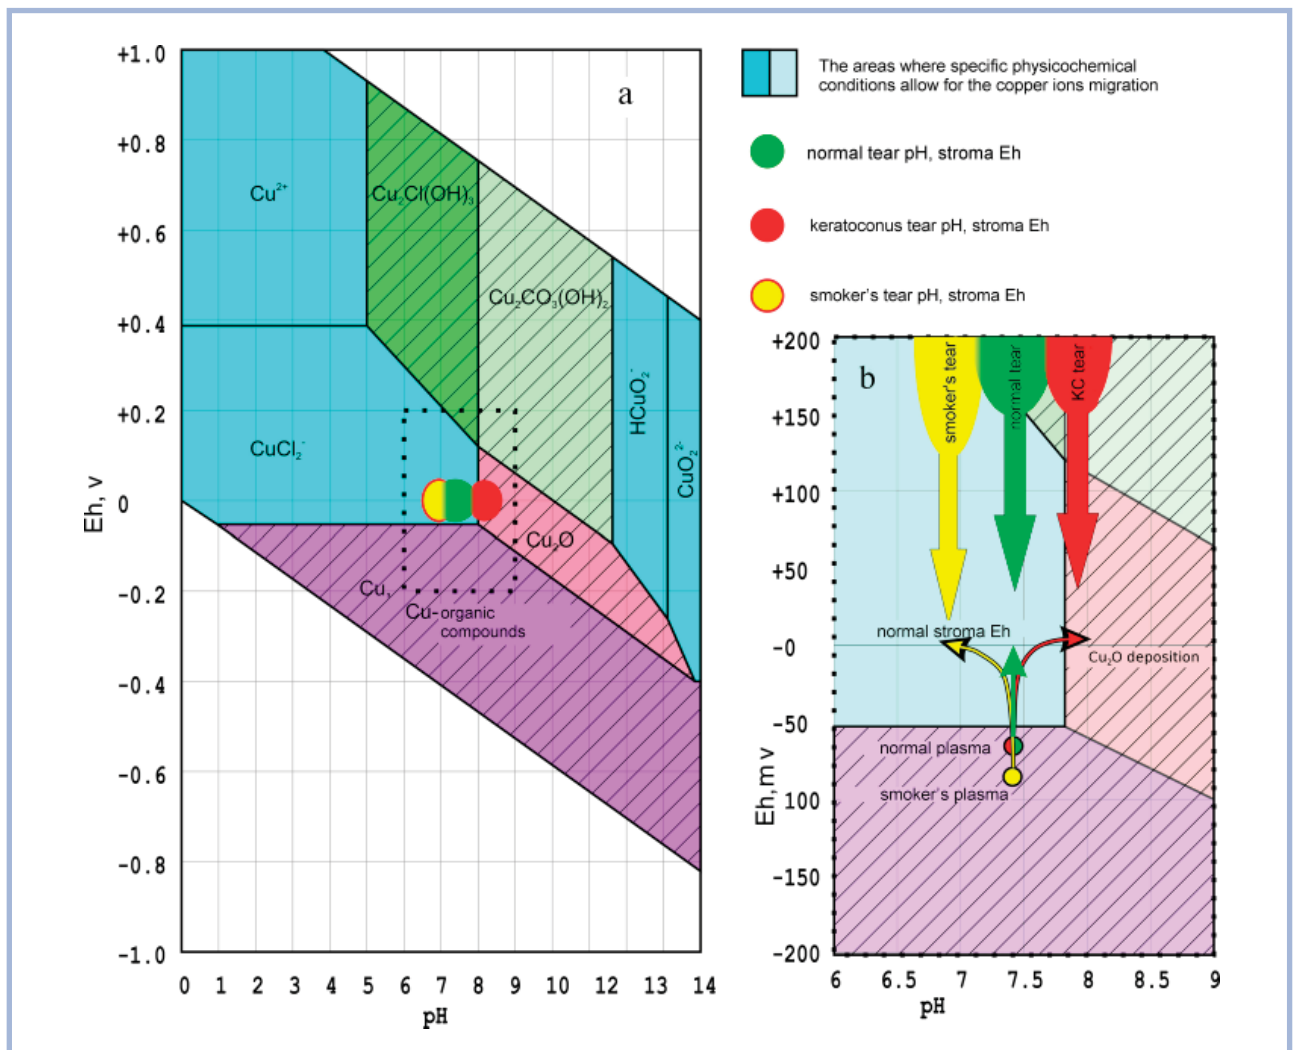 a
Eh, v
+1.0
+0.8
+0.6
+0.4
+0.2
0
-0.2
-0.4
-0.6
-0.8
-1.0
Cu²⁺
Cu₂Cl(OH)₃
Cu₂CO₃(OH)₂
HCuO₂⁻
CuO₂²⁻
CuCl₂⁻
Cu₂O
Cu,
Cu-organic
compounds
0 1 2 3 4 5 6 7 8 9 10 11 12 13 14
pH
The areas where specific physicochemical
conditions allow for the copper ions migration
normal tear pH, stroma Eh
keratoconus tear pH, stroma Eh
smoker's tear pH, stroma Eh
b
Eh, m v
+200
+150
+100
+50
-0
-50
100
-150
-200
smoker's tear
normal tear
KC tear
normal stroma Eh
Cu₂O deposition
normal plasma
smoker's plasma
6 6.5 7 7.5 8 8.5 9
pH